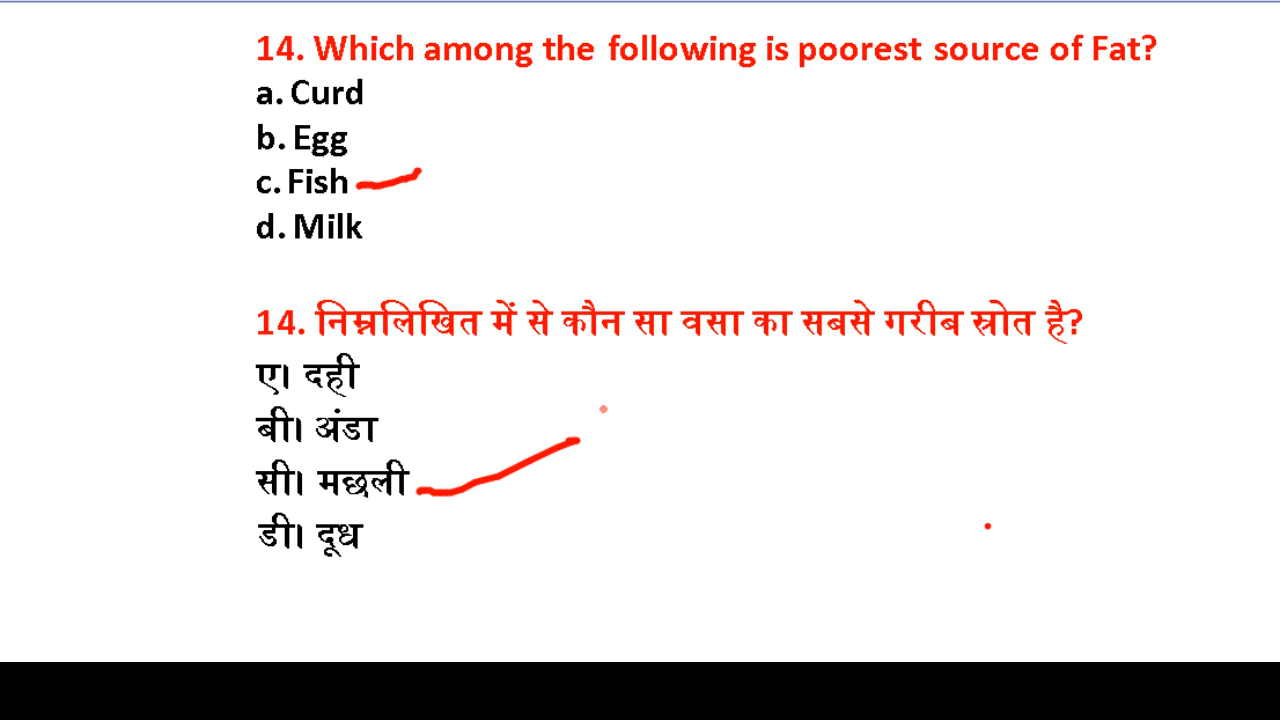 14. Which among the following is poorest source of Fat?
a. Curd
b. Egg
c. Fish
d. Milk
14. निम्नलिखित में से कौन सा वसा का सबसे गरीब स्रोत है?
ए। दही
बी। अंडा
सी। मछली
डी। दूध